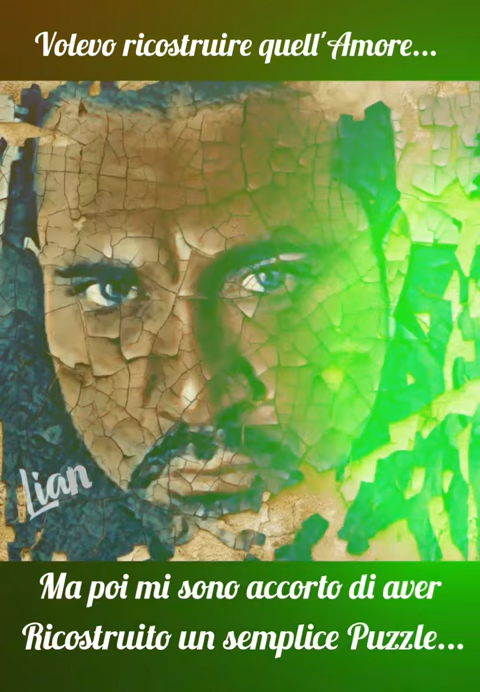 Volevo ricostruire quell'Amore...
Lian
Ma poi mi sono accorto di aver
Ricostruito un semplice Puzzle...